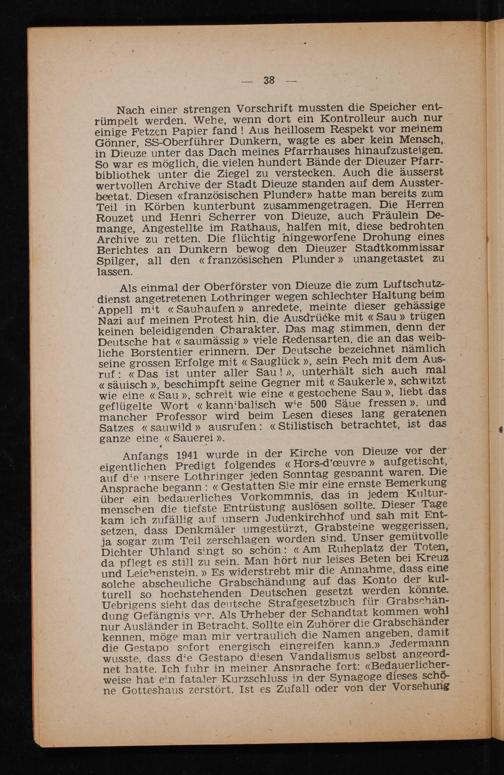 — 38 —
Nach einer strengen Vorschrift mussten die Speicher ent-
rümpelt werden. Wehe, wenn dort ein Kontrolleur auch nur
einige Fetzen Papier fand! Aus heillosem Respekt vor meinem
Gönner, SS-Oberführer Dunkern, wagte es aber kein Mensch,
in Dieuze unter das Dach meines Pfarrhauses hinaufzusteigen.
So war es möglich, die vielen hundert Bände der Dieuzer Pfarr-
bibliothek unter die Ziegel zu verstecken. Auch die äusserst
wertvollen Archive der Stadt Dieuze standen auf dem Ausster-
beetat. Diesen «französischen Plunder» hatte man bereits zum
Teil in Körben kunterbunt zusammengetragen. Die Herren
Rouzet und Henri Scherrer von Dieuze, auch Fräulein De-
mange, Angestellte im Rathaus, halfen mit, diese bedrohten
Archive zu retten. Die flüchtig hingeworfene Drohung eines
Berichtes an Dunkern bewog den Dieuzer Stadtkommissar
Spilger, all den « französischen Plunder » unangetastet zu
lassen.
Als einmal der Oberförster von Dieuze die zum Luftschutz-
dienst angetretenen Lothringer wegen schlechter Haltung beim
Appell mit « Sauhaufen » anredete, meinte dieser gehässige
Nazi auf meinen Protest hin, die Ausdrücke mit « Sau » trügen
keinen beleidigenden Charakter. Das mag stimmen, denn der
Deutsche hat « saumässig » viele Redensarten, die an das weib-
liche Borstentier erinnern. Der Deutsche bezeichnet nämlich
seine grossen Erfolge mit « Sauglück », sein Pech mit dem Aus-
ruf: « Das ist unter aller Sau! », unterhält sich auch mal
« säuisch », beschimpft seine Gegner mit « Saukerle », schwitzt
wie eine « Sau », schreit wie eine « gestochene Sau », liebt das
geflügelte Wort « kannibalisch wie 500 Säue fressen », und
mancher Professor wird beim Lesen dieses lang geratenen
Satzes « sauwild » ausrufen: « Stilistisch betrachtet, ist das
ganze eine « Sauerei ».
Anfangs 1941 wurde in der Kirche von Dieuze vor der
eigentlichen Predigt folgendes « Hors-d'œuvre » aufgetischt,
auf die unsere Lothringer jeden Sonntag gespannt waren. Die
Ansprache begann: « Gestatten Sie mir eine ernste Bemerkung
über ein bedauerliches Vorkommnis, das in jedem Kultur-
menschen die tiefste Entrüstung auslösen sollte. Dieser Tage
kam ich zufällig auf unsern Judenkirchhof und sah mit Ent-
setzen, dass Denkmäler umgestürzt, Grabsteine weggerissen,
ja sogar zum Teil zerschlagen worden sind. Unser gemütvolle
Dichter Uhland singt so schön: « Am Ruheplatz der Toten,
da pflegt es still zu sein. Man hört nur leises Beten bei Kreuz
und Leichenstein. » Es widerstrebt mir die Annahme, dass eine
solche abscheuliche Grabschändung auf das Konto der kul-
turell so hochstehenden Deutschen gesetzt werden könnte.
Uebrigens sieht das deutsche Strafgesetzbuch für Grabschän-
dung Gefängnis vor. Als Urheber der Schandtat kommen wohl
nur Ausländer in Betracht. Sollte ein Zuhörer die Grabschänder
kennen, möge man mir vertraulich die Namen angeben, damit
die Gestapo sofort energisch eingreifen kann.» Jedermann
wusste, dass die Gestapo diesen Vandalismus selbst angeord-
net hatte. Ich fuhr in meiner Ansprache fort: «Bedauerlicher-
weise hat ein fataler Kurzschluss in der Synagoge dieses schö-
ne Gotteshaus zerstört. Ist es Zufall oder von der Vorsehung